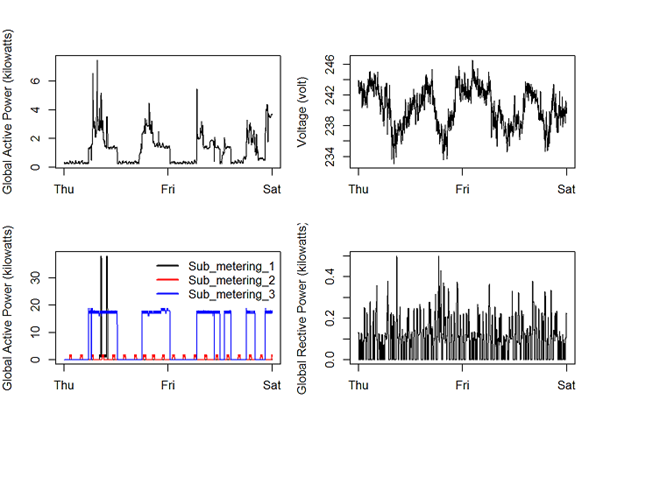 Global Active Power (kilowatts)
6
4
2
0
Thu
Fri
Sat
Voltage (volt)
246
242
238
234
Thu
Fri
Sat
Global Active Power (kilowatts)
30
20
10
0
Sub_metering_1
Sub_metering_2
Sub_metering_3
Thu
Fri
Sat
Global Rective Power (kilowatts)
0.4
0.2
0.0
Thu
Fri
Sat